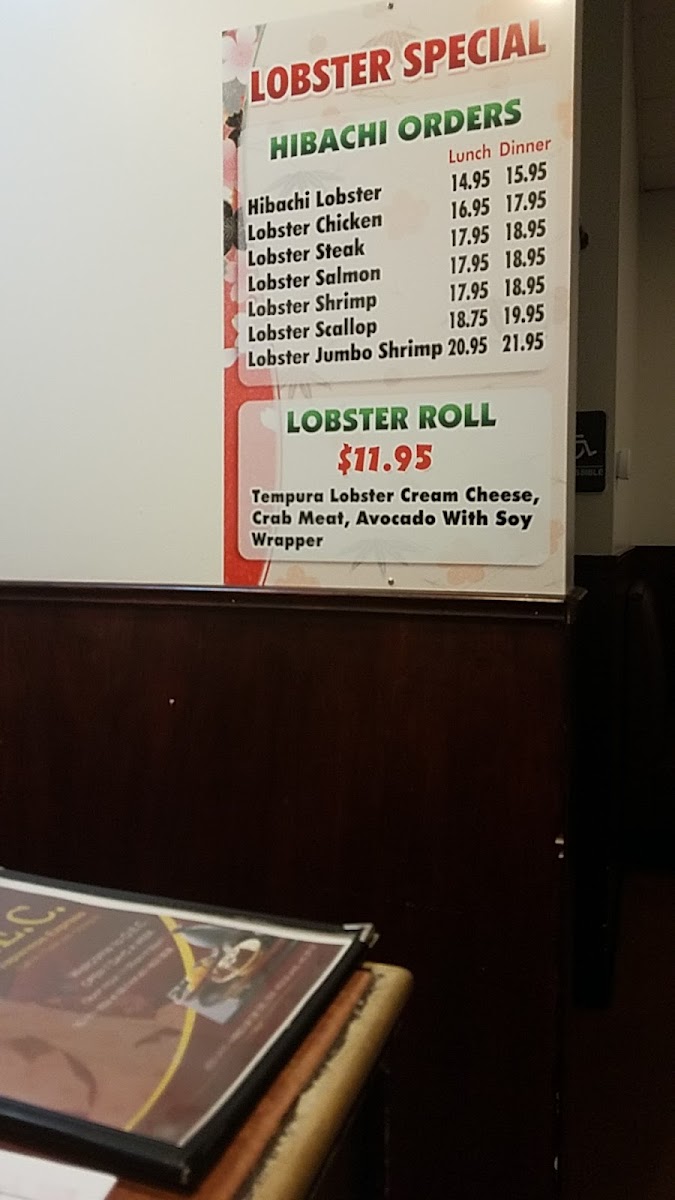 LOBSTER SPECIAL
HIBACHI ORDERS
Lunch Dinner
Hibachi Lobster 14.95 15.95
Lobster Chicken 16.95 17.95
Lobster Steak 17.95 18.95
Lobster Salmon 17.95 18.95
Lobster Shrimp 17.95 18.95
Lobster Scallop 18.75 19.95
Lobster Jumbo Shrimp 20.95 21.95
LOBSTER ROLL
$11.95
Tempura Lobster Cream Cheese,
Crab Meat, Avocado With Soy
Wrapper